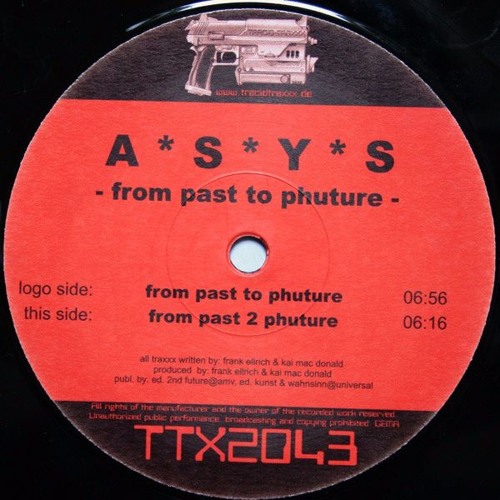 TRACID TRAXXX
www.tracidtraxxx.de
A*S*Y*S
- from past to phuture -
logo side: from past to phuture 06:56
this side: from past 2 phuture 06:16
all traxxx written by: frank ellrich & kai mac donald
produced by: frank ellrich & kai mac donald
publ. by: ed. 2nd future@amv. ed. kunst & wahnsinn@universal
All rights of the manufacturer and the owner of the recorded work reserved.
Unauthorized public performance, broadcasting and copying prohibited. GEMA
TTX2043